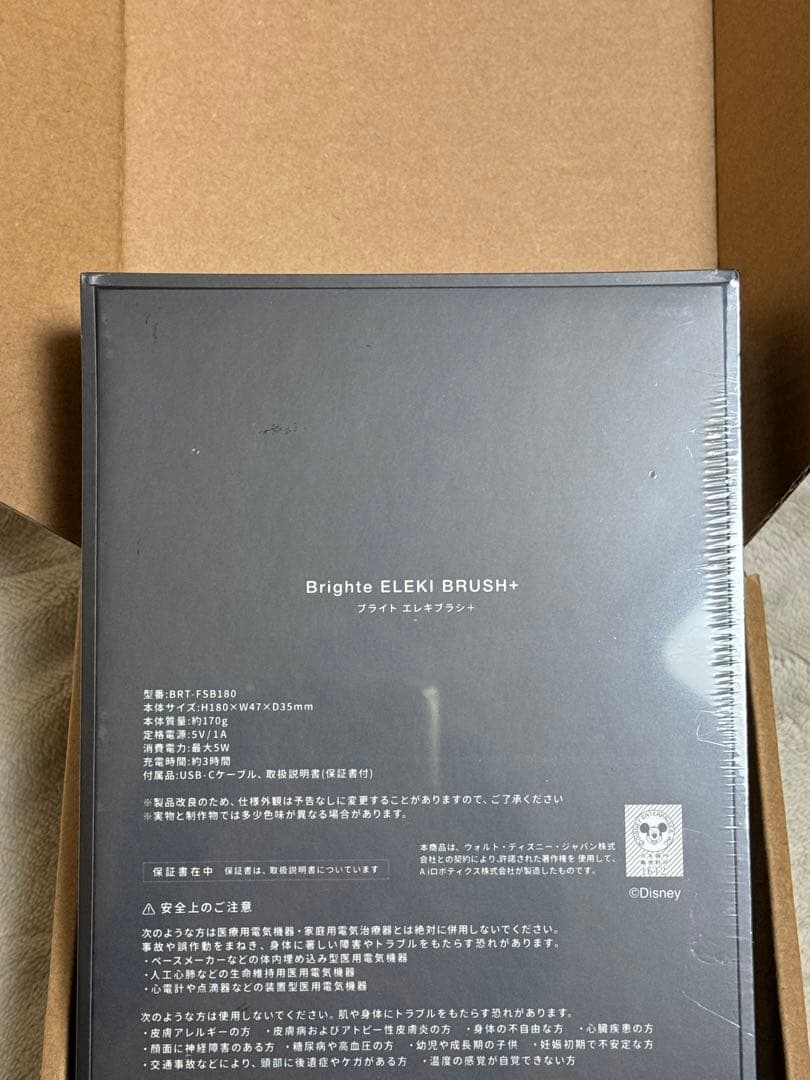 Brighte ELEKI BRUSH+
ブライト エレキブラシ＋
型番:BRT-FSB180
本体サイズ:H180×W47×D35mm
本体質量:約170g
定格電源:5V/1A
消費電力:最大5W
充電時間:約3時間
付属品:USB-Cケーブル、取扱説明書(保証書付)
※製品改良のため、仕様外観は予告なしに変更することがありますので、ご了承ください
※実物と制作物では多少色味が異なる場合があります。
本商品は、ウォルト・ディズニー・ジャパン株式
会社との契約により、許諾された著作権を使用して、
Aiロボティクス株式会社が製造したものです。
保証書在中 保証書は、取扱説明書についています
©Disney
⚠ 安全上のご注意
次のような方は医療用電気機器・家庭用電気治療器とは絶対に併用しないでください。
事故や誤作動をまねき、身体に著しい障害やトラブルをもたらす恐れがあります。
・ペースメーカーなどの体内埋め込み型医用電気機器
・人工心肺などの生命維持用医用電気機器
・心電計や点滴器などの装置型医用電気機器
次のような方は使用しないでください。肌や身体にトラブルをもたらす恐れがあります。
・皮膚アレルギーの方 ・皮膚病およびアトピー性皮膚炎の方 ・身体の不自由な方 ・心臓疾患の方
・顔面に神経障害のある方 ・糖尿病や高血圧の方 ・幼児や成長期の子供 ・妊娠初期で不安定な方
・交通事故などにより、頭部に後遺症やケガがある方 ・温度の感覚が自覚できない方